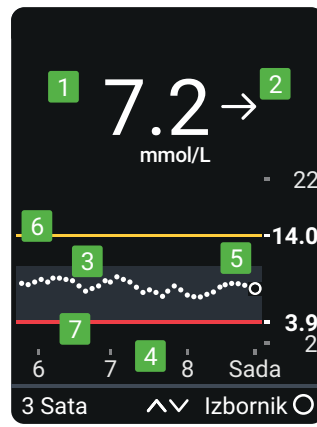 1 7.2 → 2
mmol/L
22
6 14.0
3 5
7 3.9
2
4
6 7 8 Sada
3 Sata Izbornik